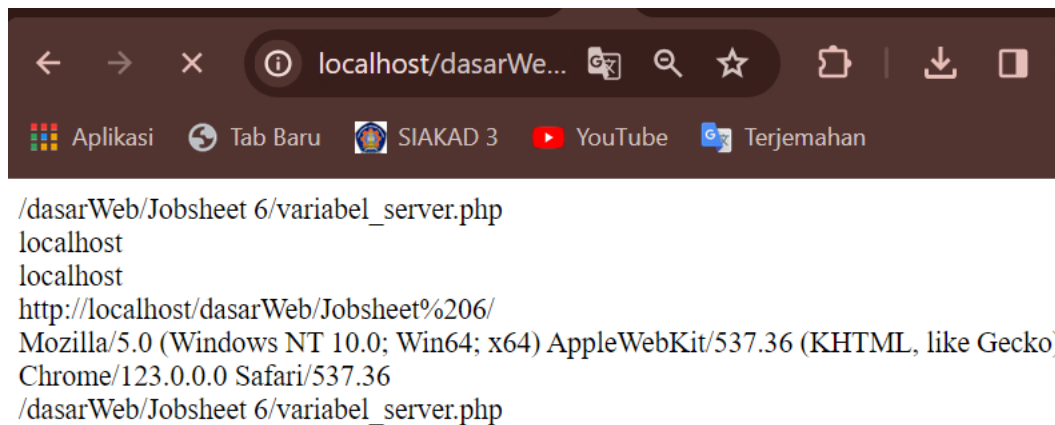 localhost/dasarWe...
Aplikasi Tab Baru SIAKAD 3 YouTube Terjemahan
/dasarWeb/Jobsheet 6/variabel_server.php
localhost
localhost
http://localhost/dasarWeb/Jobsheet%206/
Mozilla/5.0 (Windows NT 10.0; Win64; x64) AppleWebKit/537.36 (KHTML, like Gecko)
Chrome/123.0.0.0 Safari/537.36
/dasarWeb/Jobsheet 6/variabel_server.php